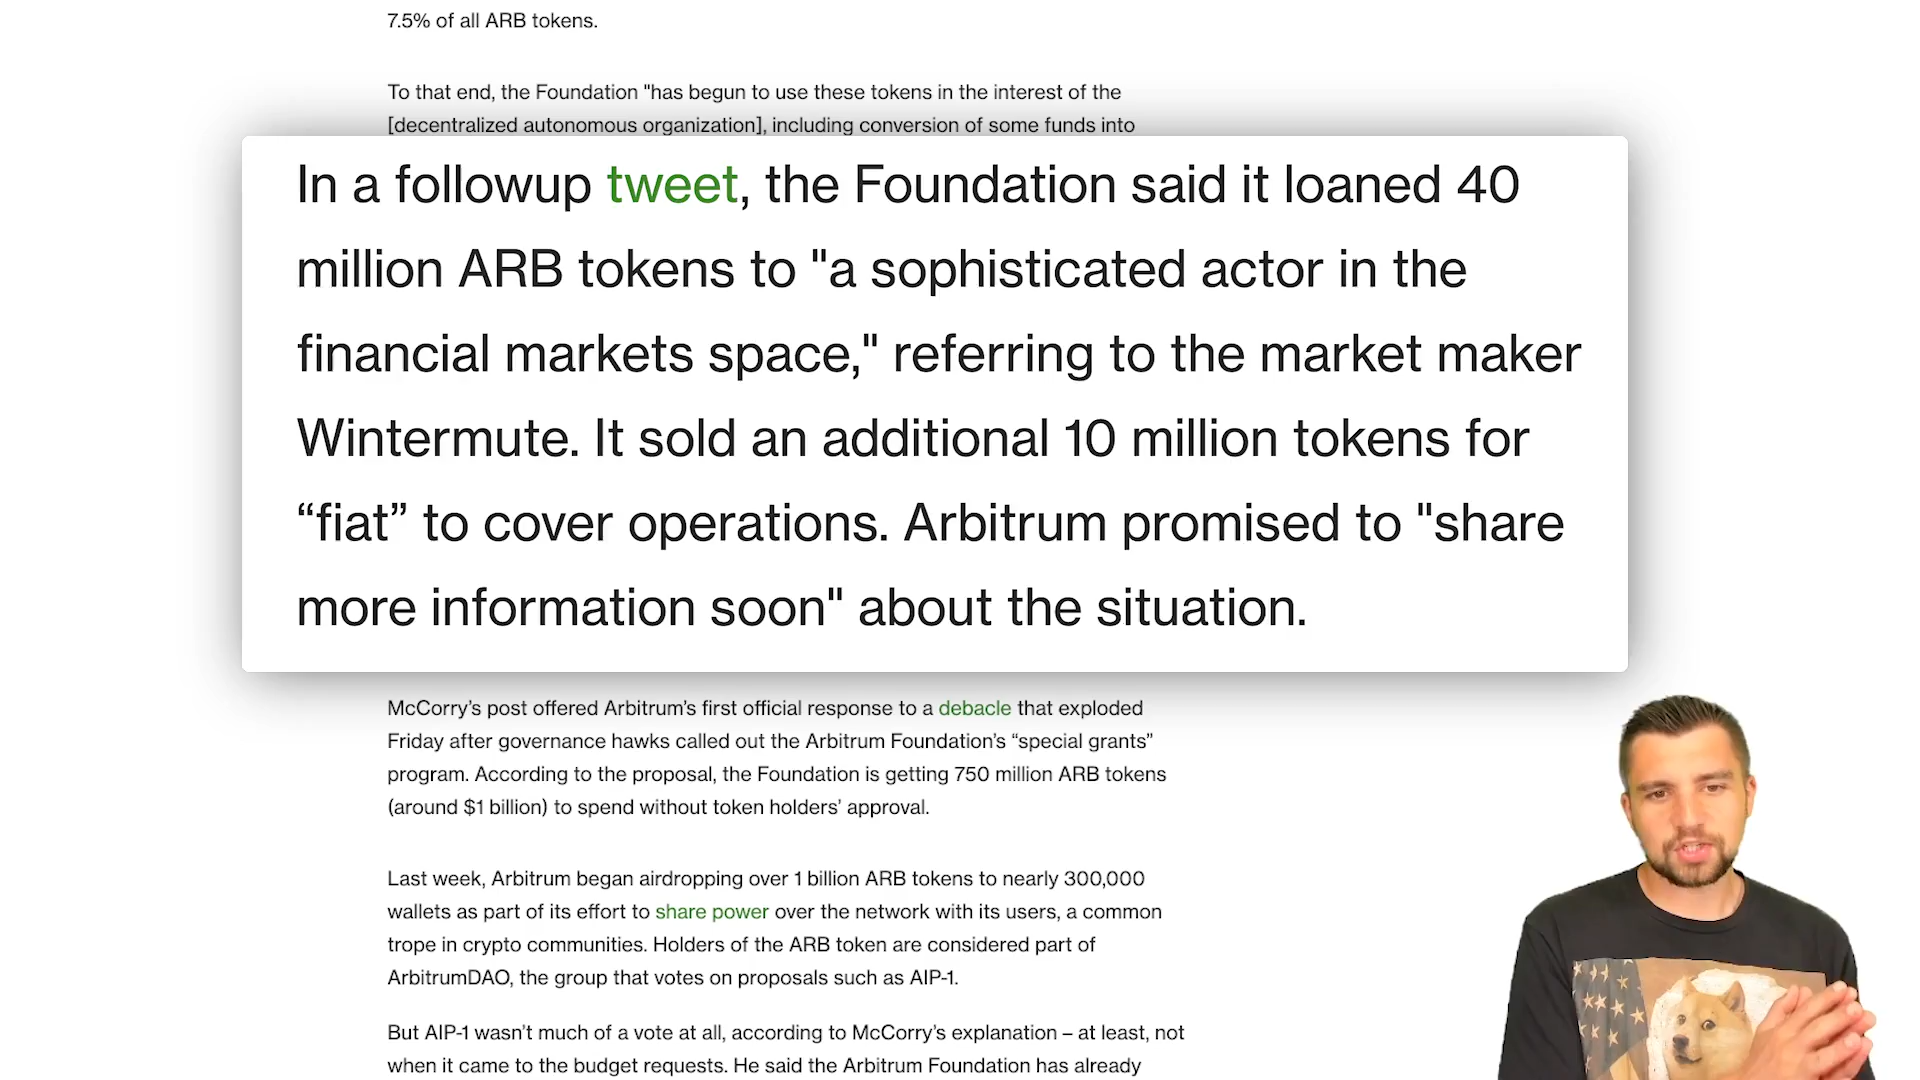 7.5% of all ARB tokens.
To that end, the Foundation "has begun to use these tokens in the interest of the
[decentralized autonomous organization], including conversion of some funds into
In a followup tweet, the Foundation said it loaned 40
million ARB tokens to "a sophisticated actor in the
financial markets space," referring to the market maker
Wintermute. It sold an additional 10 million tokens for
“fiat” to cover operations. Arbitrum promised to "share
more information soon" about the situation.
McCorry’s post offered Arbitrum’s first official response to a debacle that exploded
Friday after governance hawks called out the Arbitrum Foundation’s “special grants”
program. According to the proposal, the Foundation is getting 750 million ARB tokens
(around $1 billion) to spend without token holders’ approval.
Last week, Arbitrum began airdropping over 1 billion ARB tokens to nearly 300,000
wallets as part of its effort to share power over the network with its users, a common
trope in crypto communities. Holders of the ARB token are considered part of
ArbitrumDAO, the group that votes on proposals such as AIP-1.
But AIP-1 wasn’t much of a vote at all, according to McCorry’s explanation – at least, not
when it came to the budget requests. He said the Arbitrum Foundation has already